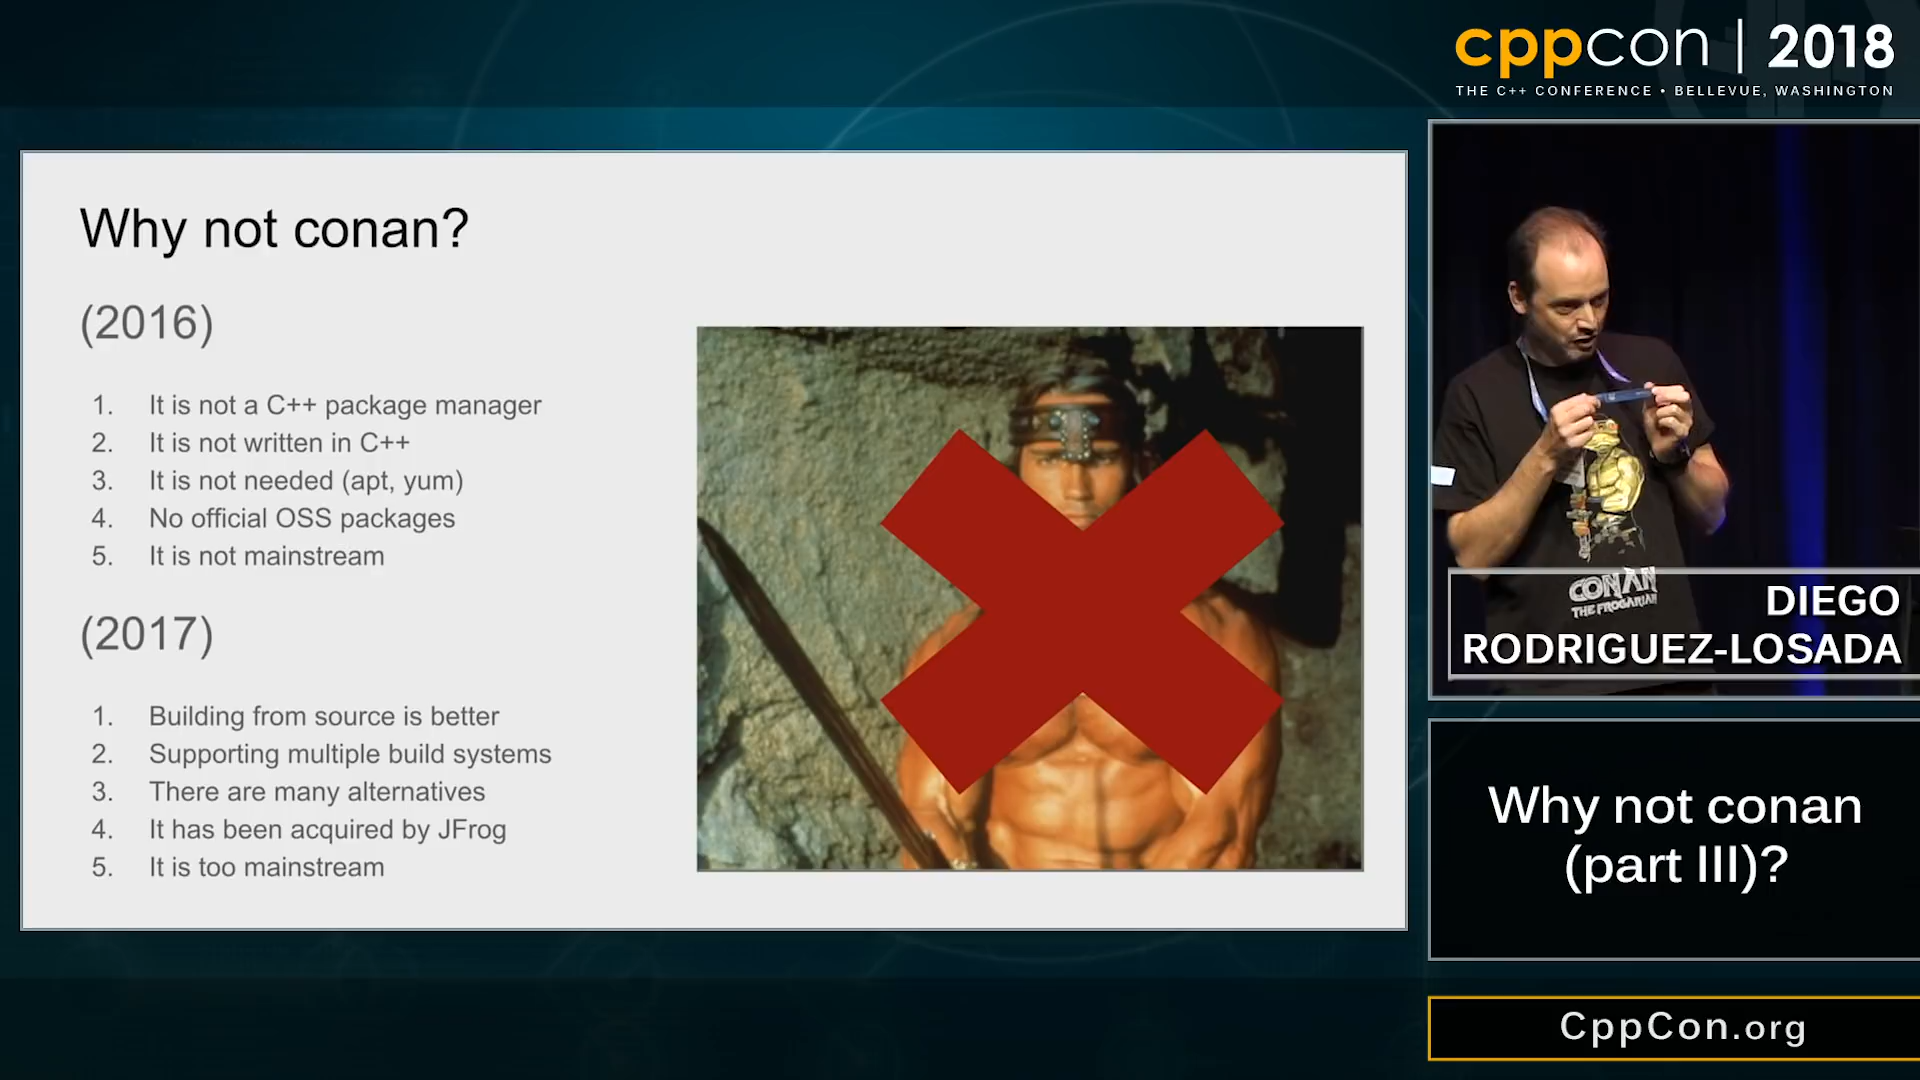 cppcon | 2018
THE C++ CONFERENCE • BELLEVUE, WASHINGTON
Why not conan?
(2016)
1. It is not a C++ package manager
2. It is not written in C++
3. It is not needed (apt, yum)
4. No official OSS packages
5. It is not mainstream
(2017)
1. Building from source is better
2. Supporting multiple build systems
3. There are many alternatives
4. It has been acquired by JFrog
5. It is too mainstream
CONAN
THE FROGARIAN
DIEGO
RODRIGUEZ-LOSADA
Why not conan
(part III)?
CppCon.org